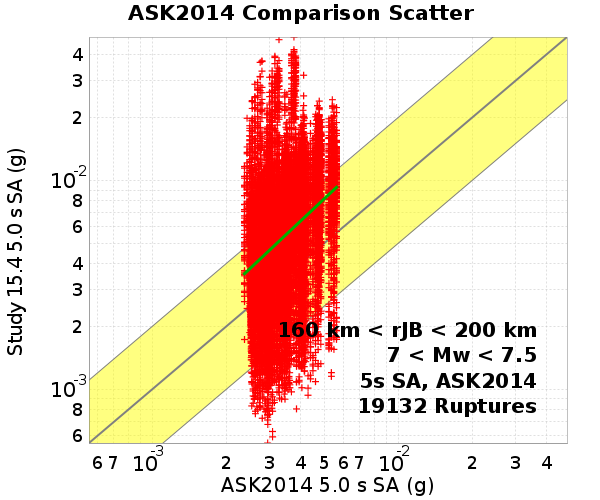 ASK2014 Comparison Scatter
4
3
2
10-2
8
6
4
3
2
10-3
8
6
Study 15.4 5.0 s SA (g)
160 km < rJB < 200 km
7 < Mw < 7.5
5s SA, ASK2014
19132 Ruptures
6 7 10-3 2 3 4 5 6 7 10-2 2 3 4
ASK2014 5.0 s SA (g)